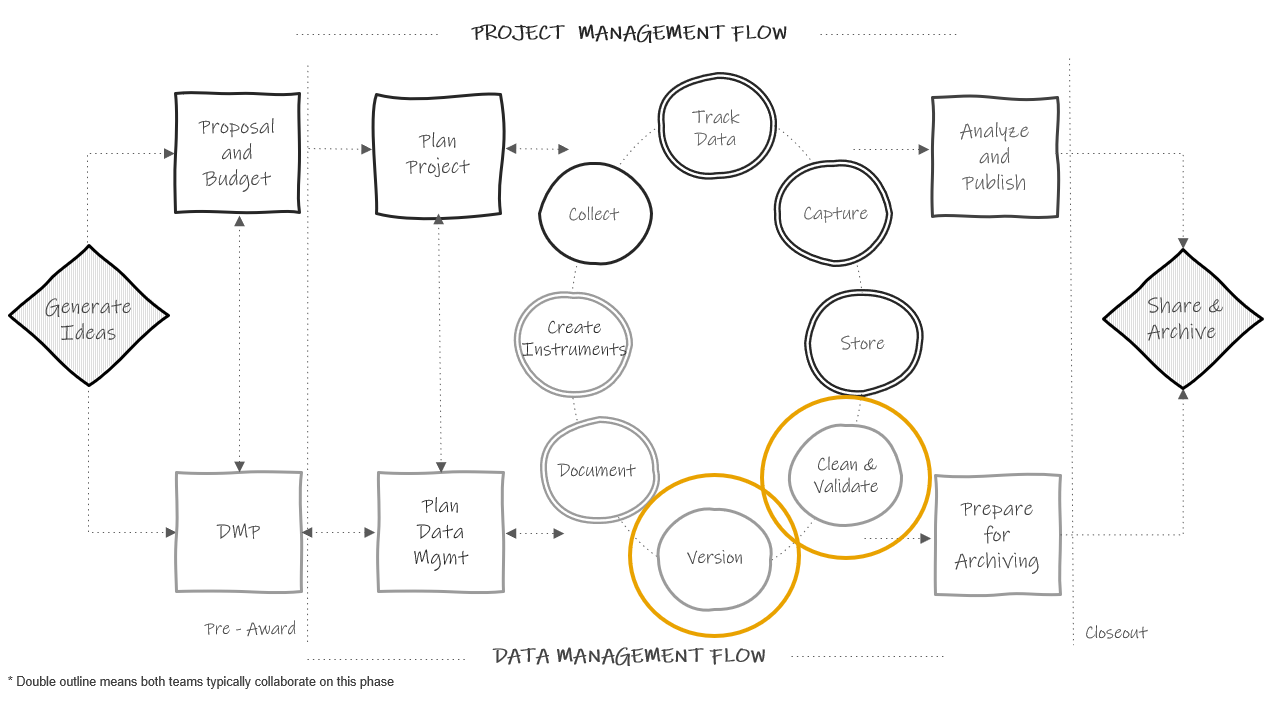 PROJECT MANAGEMENT FLOW
Proposal
and
Budget
Plan
Project
Track
Data
Analyze
and
Publish
Collect
Capture
Generate
Ideas
Create
Instruments
Store
Share &
Archive
Document
Clean &
Validate
DMP
Plan
Data
Mgmt
Version
Prepare
for
Archiving
Pre - Award
Closeout
DATA MANAGEMENT FLOW
* Double outline means both teams typically collaborate on this phase